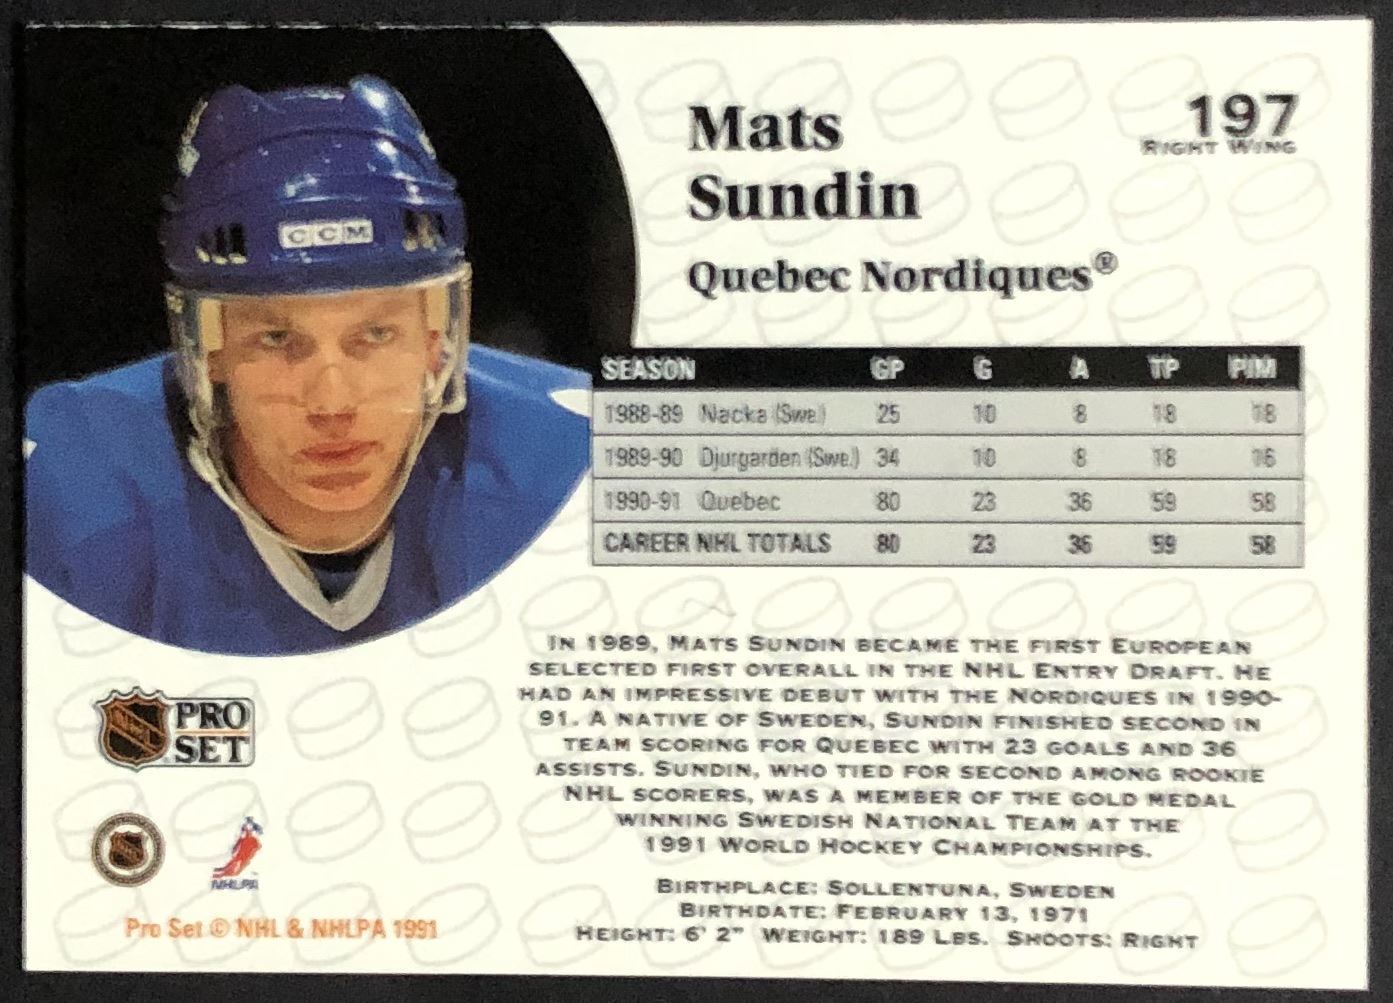 197
Right Wing
Mats
Sundin
Quebec Nordiques®
CCM
SEASON GP G A TP PIM
1988-89 Nacka (Swe.) 25 10 8 18 18
1989-90 Djurgarden (Swe.) 34 10 8 18 16
1990-91 Quebec 80 23 36 59 58
CAREER NHL TOTALS 80 23 36 59 58
In 1989, Mats Sundin became the first European
selected first overall in the NHL Entry Draft. He
had an impressive debut with the Nordiques in 1990-
91. A native of Sweden, Sundin finished second in
team scoring for Quebec with 23 goals and 36
assists. Sundin, who tied for second among rookie
NHL scorers, was a member of the gold medal
winning Swedish National Team at the
1991 World Hockey Championships.
Birthplace: Sollentuna, Sweden
Birthdate: February 13, 1971
Height: 6' 2" Weight: 189 Lbs. Shoots: Right
NHL
PRO
SET
NHLPA
Pro Set © NHL & NHLPA 1991